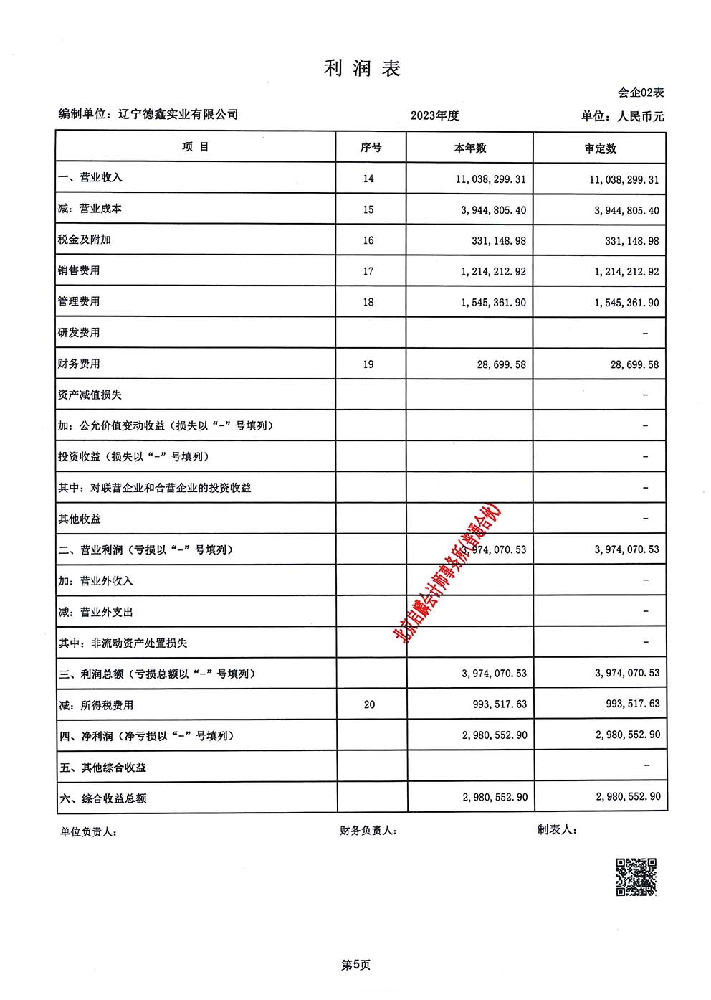 利润表
会企02表
编制单位：辽宁德鑫实业有限公司 2023年度 单位：人民币元
项 目 序号 本年数 审定数
一、营业收入 14 11,038,299.31 11,038,299.31
减：营业成本 15 3,944,805.40 3,944,805.40
税金及附加 16 331,148.98 331,148.98
销售费用 17 1,214,212.92 1,214,212.92
管理费用 18 1,545,361.90 1,545,361.90
研发费用 -
财务费用 19 28,699.58 28,699.58
资产减值损失 -
加：公允价值变动收益（损失以“-”号填列） -
投资收益（损失以“-”号填列） -
其中：对联营企业和合营企业的投资收益 -
其他收益 -
二、营业利润（亏损以“-”号填列） 3,974,070.53 3,974,070.53
加：营业外收入 -
减：营业外支出 -
其中：非流动资产处置损失 -
三、利润总额（亏损总额以“-”号填列） 3,974,070.53 3,974,070.53
减：所得税费用 20 993,517.63 993,517.63
四、净利润（净亏损以“-”号填列） 2,980,552.90 2,980,552.90
五、其他综合收益 -
六、综合收益总额 2,980,552.90 2,980,552.90
北京启麟会计师事务所(普通合伙)
单位负责人： 财务负责人： 制表人：
第5页